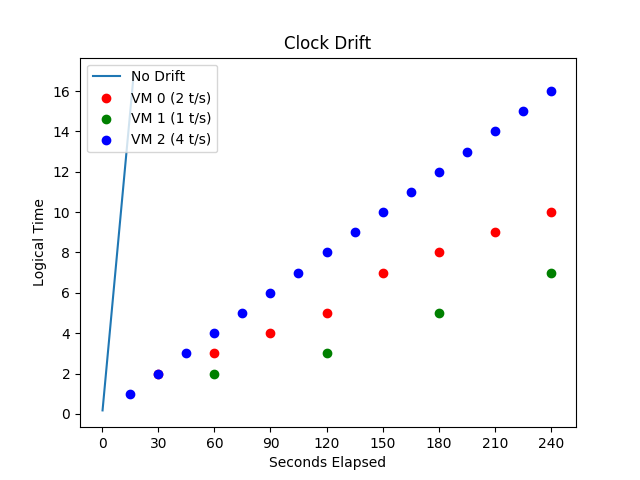 Clock Drift
No Drift
VM 0 (2 t/s)
VM 1 (1 t/s)
VM 2 (4 t/s)
Logical Time
16
14
12
10
8
6
4
2
0
0 30 60 90 120 150 180 210 240
Seconds Elapsed